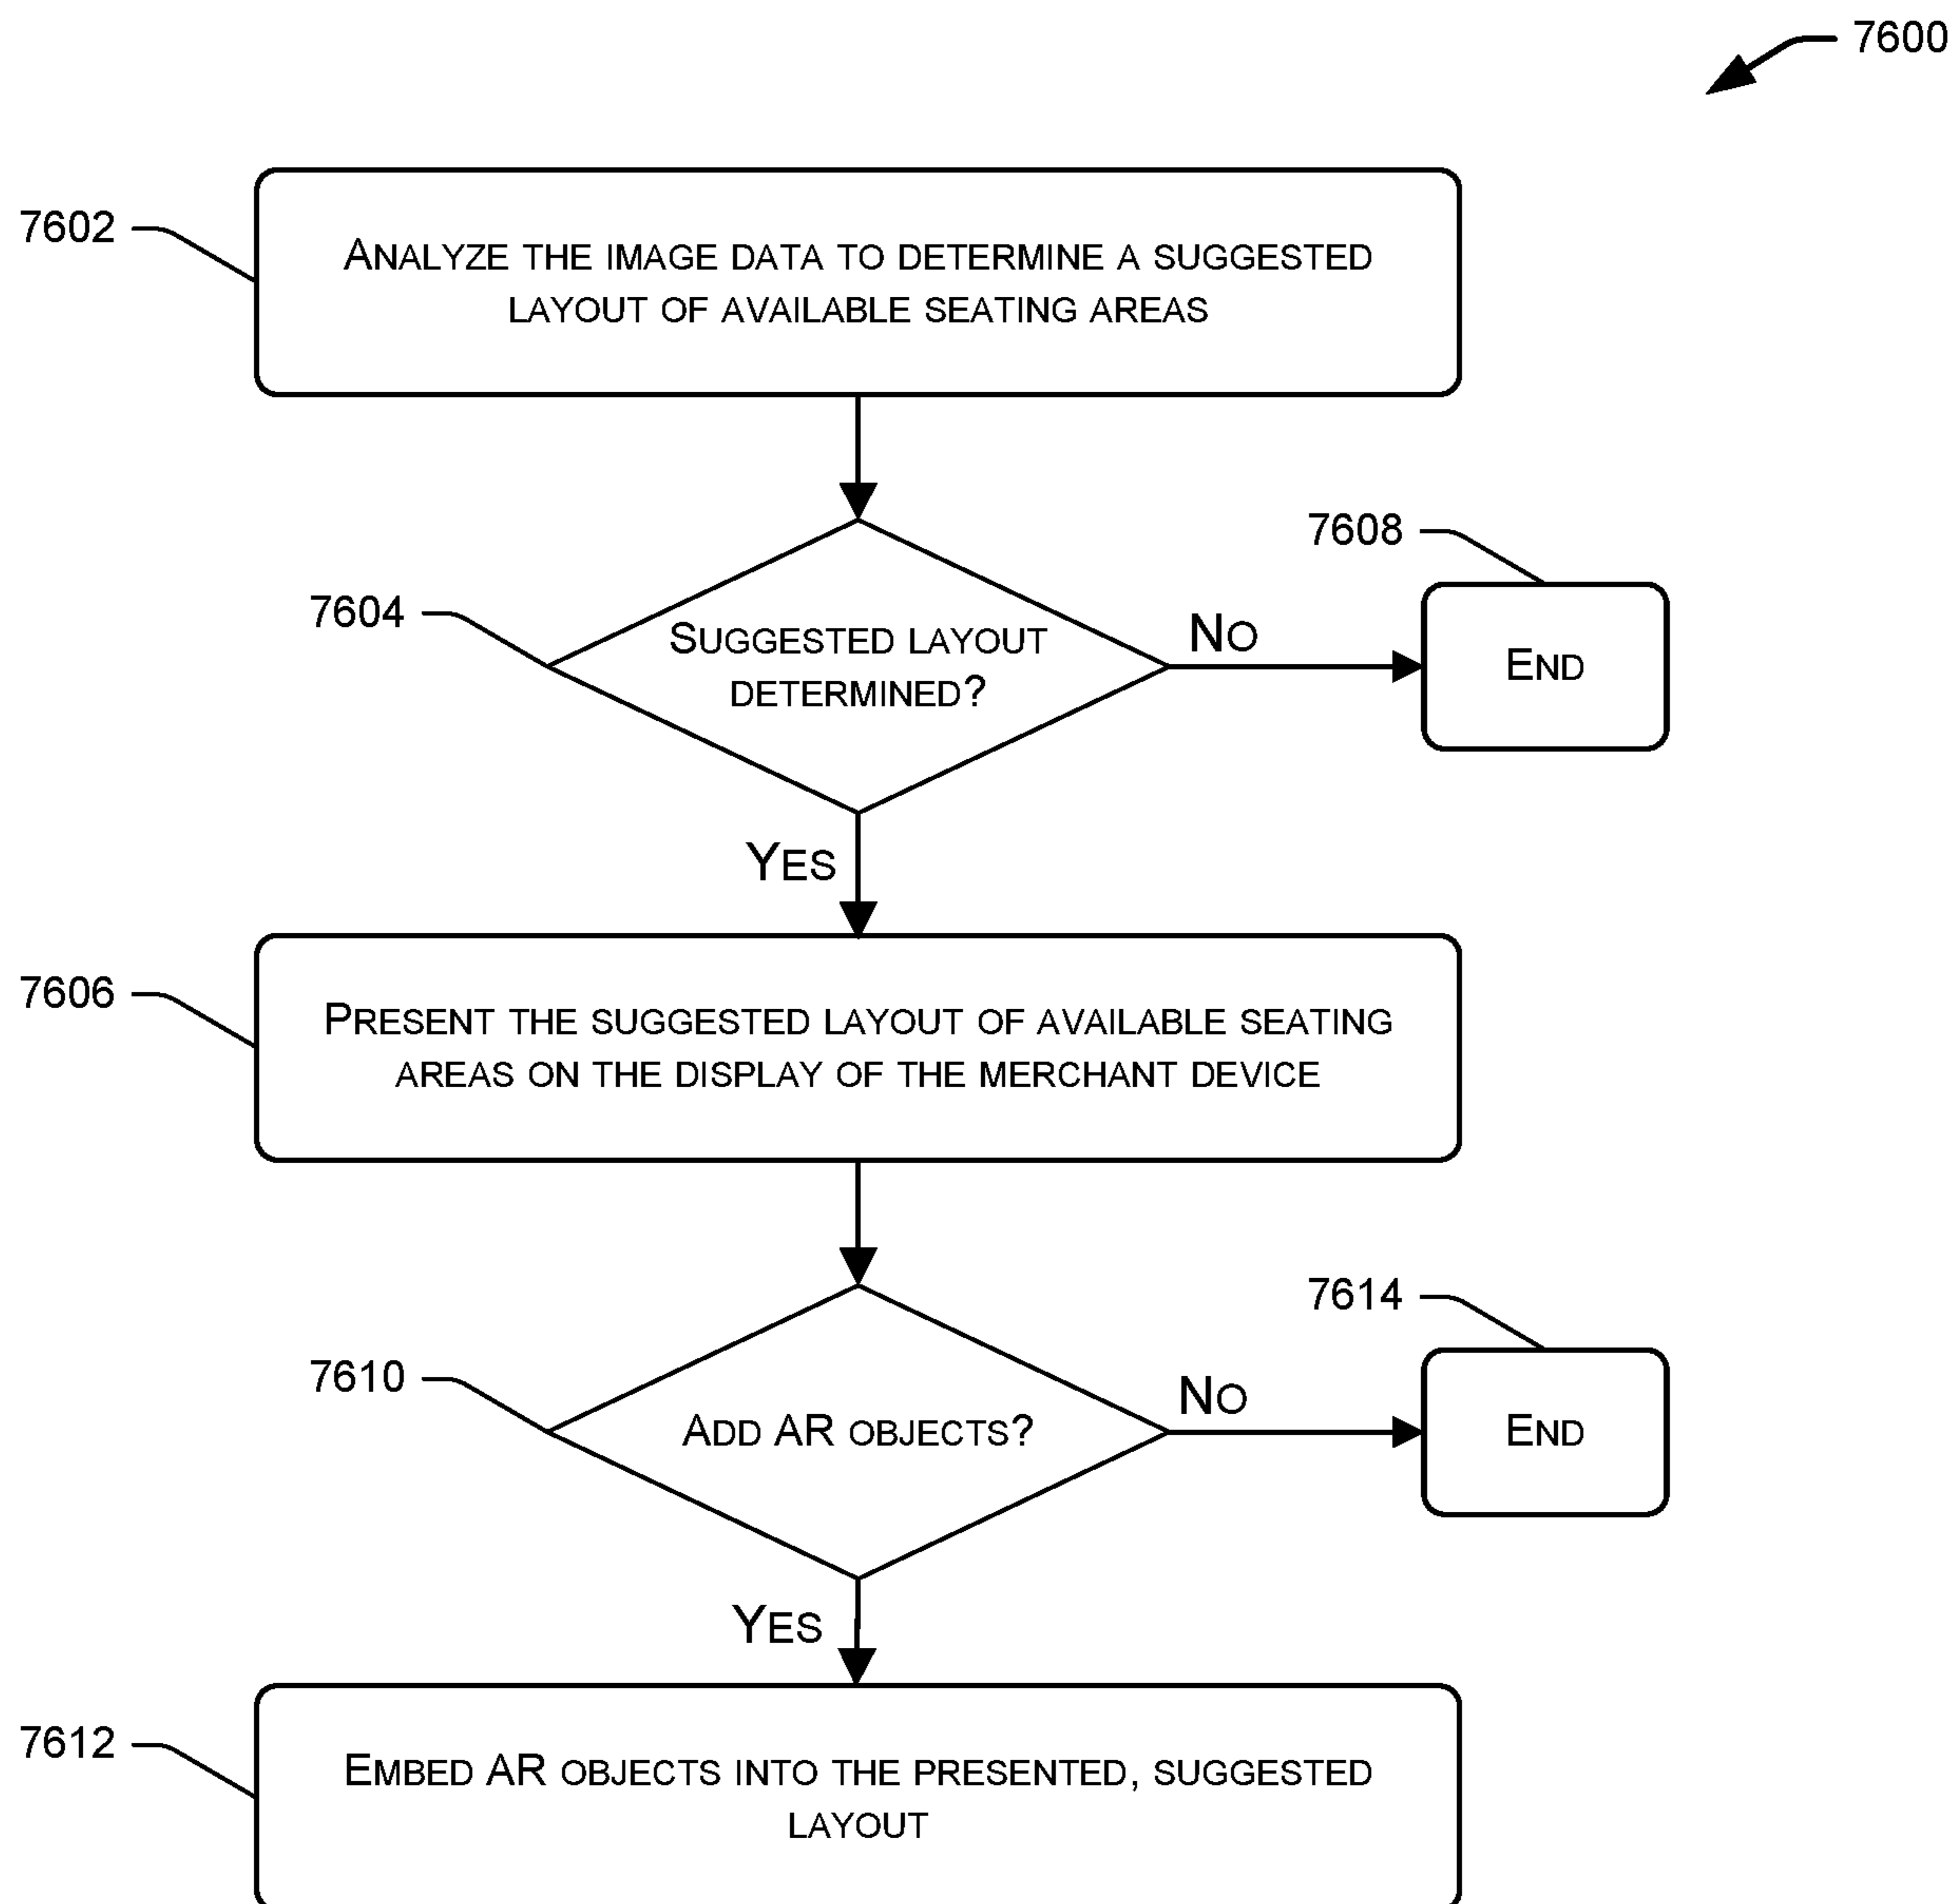 7600
7602
ANALYZE THE IMAGE DATA TO DETERMINE A SUGGESTED
LAYOUT OF AVAILABLE SEATING AREAS
7604
SUGGESTED LAYOUT
DETERMINED?
NO
7608
END
YES
7606
PRESENT THE SUGGESTED LAYOUT OF AVAILABLE SEATING
AREAS ON THE DISPLAY OF THE MERCHANT DEVICE
7610
ADD AR OBJECTS?
NO
7614
END
YES
7612
EMBED AR OBJECTS INTO THE PRESENTED, SUGGESTED
LAYOUT